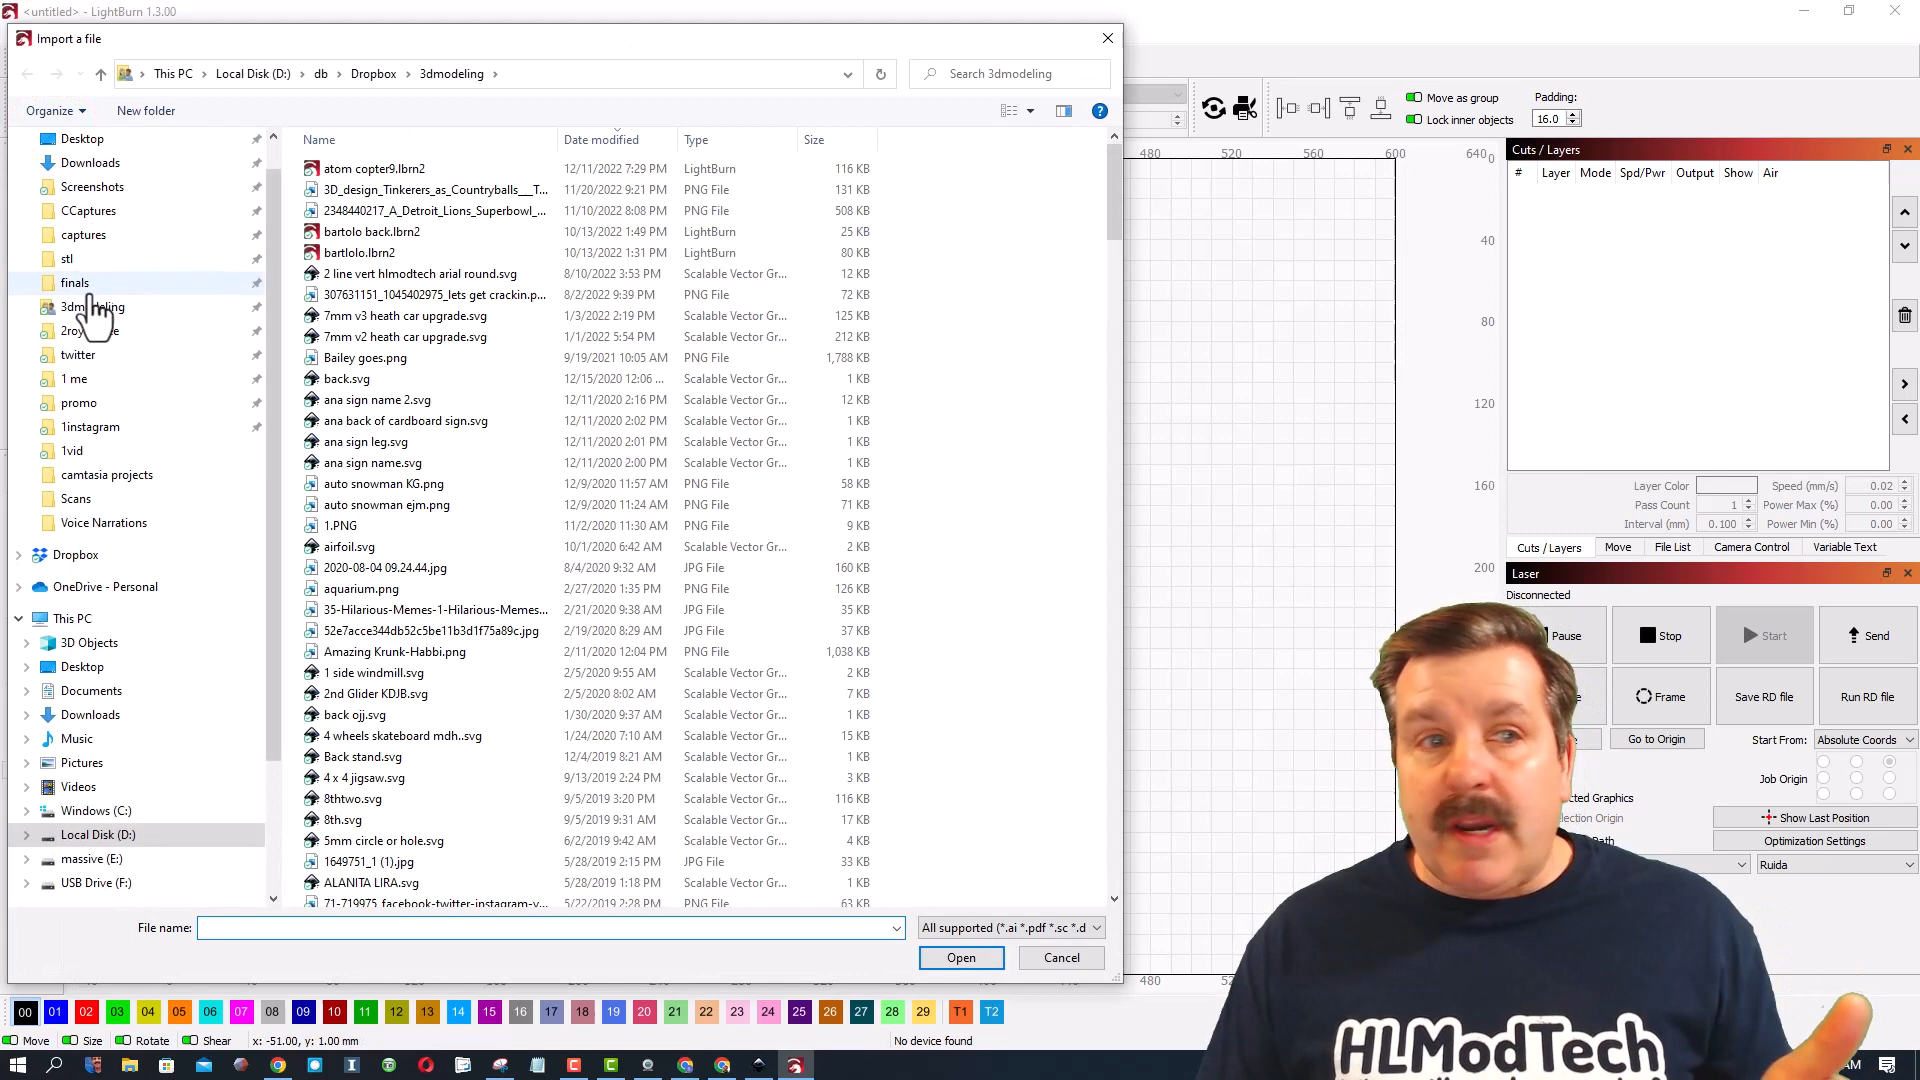 <untitled> - LightBurn 1.3.00
Import a file
This PC › Local Disk (D:) › db › Dropbox › 3dmodeling ›
Search 3dmodeling
Organize
New folder
Move as group
Lock inner objects
Padding:
16.0
Desktop
Downloads
Screenshots
CCaptures
captures
stl
finals
twitter
1 me
promo
1instagram
1vid
camtasia projects
Scans
Voice Narrations
Dropbox
OneDrive - Personal
This PC
3D Objects
Desktop
Documents
Downloads
Music
Pictures
Videos
Windows (C:)
Local Disk (D:)
massive (E:)
USB Drive (F:)
Name Date modified Type Size
atom copter9.lbrn2 12/11/2022 7:29 PM LightBurn 116 KB
3D_design_Tinkerers_as_Countryballs___T... 11/20/2022 9:21 PM PNG File 131 KB
2348440217_A_Detroit_Lions_Superbowl_... 11/10/2022 8:08 PM PNG File 508 KB
bartolo back.lbrn2 10/13/2022 1:49 PM LightBurn 25 KB
bartlolo.lbrn2 10/13/2022 1:31 PM LightBurn 80 KB
2 line vert hlmodtech arial round.svg 8/10/2022 3:53 PM Scalable Vector Gr... 12 KB
307631151_1045402975_lets get crackin.p... 8/2/2022 9:39 PM PNG File 72 KB
7mm v3 heath car upgrade.svg 1/3/2022 2:19 PM Scalable Vector Gr... 125 KB
7mm v2 heath car upgrade.svg 1/1/2022 5:54 PM Scalable Vector Gr... 212 KB
Bailey goes.png 9/19/2021 10:05 AM PNG File 1,788 KB
back.svg 12/15/2020 12:06 ... Scalable Vector Gr... 1 KB
ana sign name 2.svg 12/11/2020 2:16 PM Scalable Vector Gr... 12 KB
ana back of cardboard sign.svg 12/11/2020 2:02 PM Scalable Vector Gr... 1 KB
ana sign leg.svg 12/11/2020 2:01 PM Scalable Vector Gr... 1 KB
ana sign name.svg 12/11/2020 2:00 PM Scalable Vector Gr... 1 KB
auto snowman KG.png 12/9/2020 11:57 AM PNG File 58 KB
auto snowman ejm.png 12/9/2020 11:24 AM PNG File 71 KB
1.PNG 11/2/2020 11:30 AM PNG File 9 KB
airfoil.svg 10/1/2020 6:42 AM Scalable Vector Gr... 2 KB
2020-08-04 09.24.44.jpg 8/4/2020 9:32 AM JPG File 160 KB
aquarium.png 2/27/2020 1:35 PM PNG File 126 KB
35-Hilarious-Memes-1-Hilarious-Memes... 2/21/2020 9:38 AM JPG File 35 KB
52e7acce344db52c5be11b3d1f75a89c.jpg 2/19/2020 8:29 AM JPG File 37 KB
Amazing Krunk-Habbi.png 2/11/2020 12:04 PM PNG File 1,038 KB
1 side windmill.svg 2/5/2020 9:55 AM Scalable Vector Gr... 2 KB
2nd Glider KDJB.svg 2/5/2020 8:02 AM Scalable Vector Gr... 7 KB
back ojj.svg 1/30/2020 9:37 AM Scalable Vector Gr... 1 KB
4 wheels skateboard mdh..svg 1/24/2020 7:10 AM Scalable Vector Gr... 15 KB
Back stand.svg 12/4/2019 8:21 AM Scalable Vector Gr... 1 KB
4 x 4 jigsaw.svg 9/13/2019 2:24 PM Scalable Vector Gr... 3 KB
8thtwo.svg 9/5/2019 3:20 PM Scalable Vector Gr... 116 KB
8th.svg 9/5/2019 9:31 AM Scalable Vector Gr... 17 KB
5mm circle or hole.svg 6/2/2019 9:42 AM Scalable Vector Gr... 4 KB
1649751_1 (1).jpg 5/28/2019 2:15 PM JPG File 33 KB
ALANITA LIRA.svg 5/28/2019 1:18 PM Scalable Vector Gr... 1 KB
71-719975_facebook-twitter-instagram-y... 5/22/2019 2:28 PM PNG File 63 KB
File name:
All supported (*.ai *.pdf *.sc *.d
Open
Cancel
480 520 560 600 640
0
40
80
120
160
200
480
Cuts / Layers
# Layer Mode Spd/Pwr Output Show Air
Layer Color Speed (mm/s) 0.02
Pass Count 1 Power Max (%) 0.00
Interval (mm) 0.100 Power Min (%) 0.00
Cuts / Layers Move File List Camera Control Variable Text
Laser
Disconnected
Pause Stop Start Send
Frame Save RD file Run RD file
Go to Origin Start From: Absolute Coords
Job Origin
Show Last Position
Optimization Settings
Ruida
HLModTech
00 01 02 03 04 05 06 07 08 09 10 11 12 13 14 15 16 17 18 19 20 21 22 23 24 25 26 27 28 29 T1 T2
Move Size Rotate Shear x: -51.00, y: 1.00 mm
No device found
AM